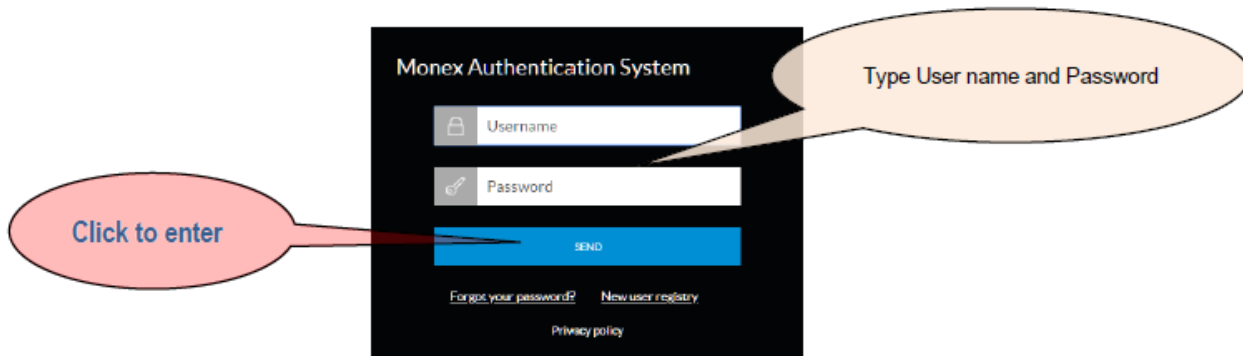 Monex Authentication System
Type User name and Password
Username
Password
Click to enter
SEND
Forgot your password? New user registry
Privacy policy